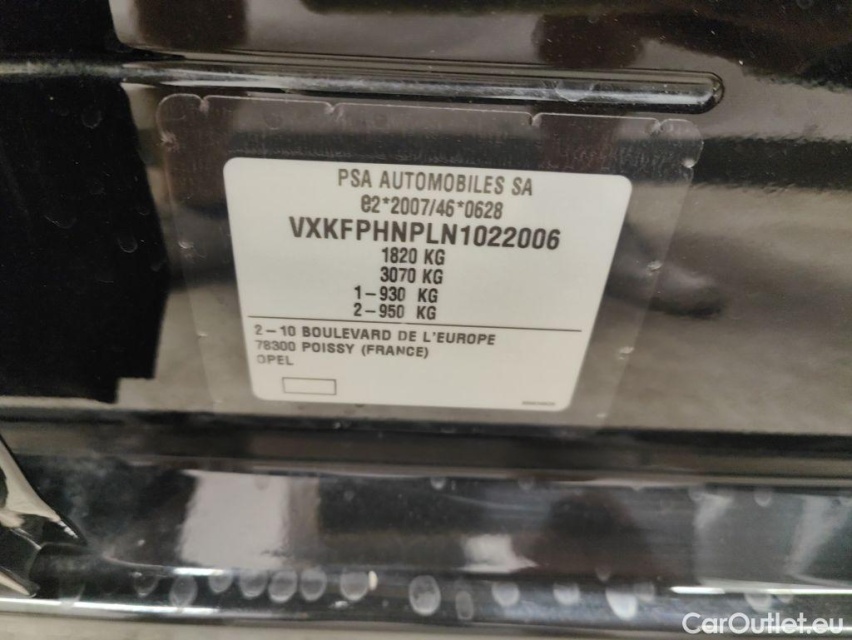 PSA AUTOMOBILES SA
e2*2007/46*0628
VXKFPHNPLN1022006
1820 KG
3070 KG
1-930 KG
2-950 KG
2-10 BOULEVARD DE L'EUROPE
78300 POISSY (FRANCE)
OPEL
CarOutlet.eu